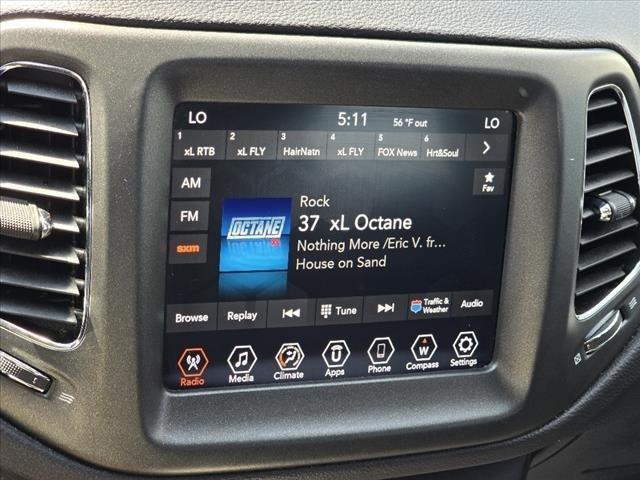 LO 5:11 56 °F out LO
1 2 3 4 5 6
xL RTB xL FLY HairNatn xL FLY FOX News Hrt&Soul
AM
Fav
Rock
FM
OCTANE
37 xL Octane
sxm
Nothing More /Eric V. fr...
House on Sand
Browse Replay Tune Traffic & Weather Audio
W
Radio Media Climate Apps Phone Compass Settings